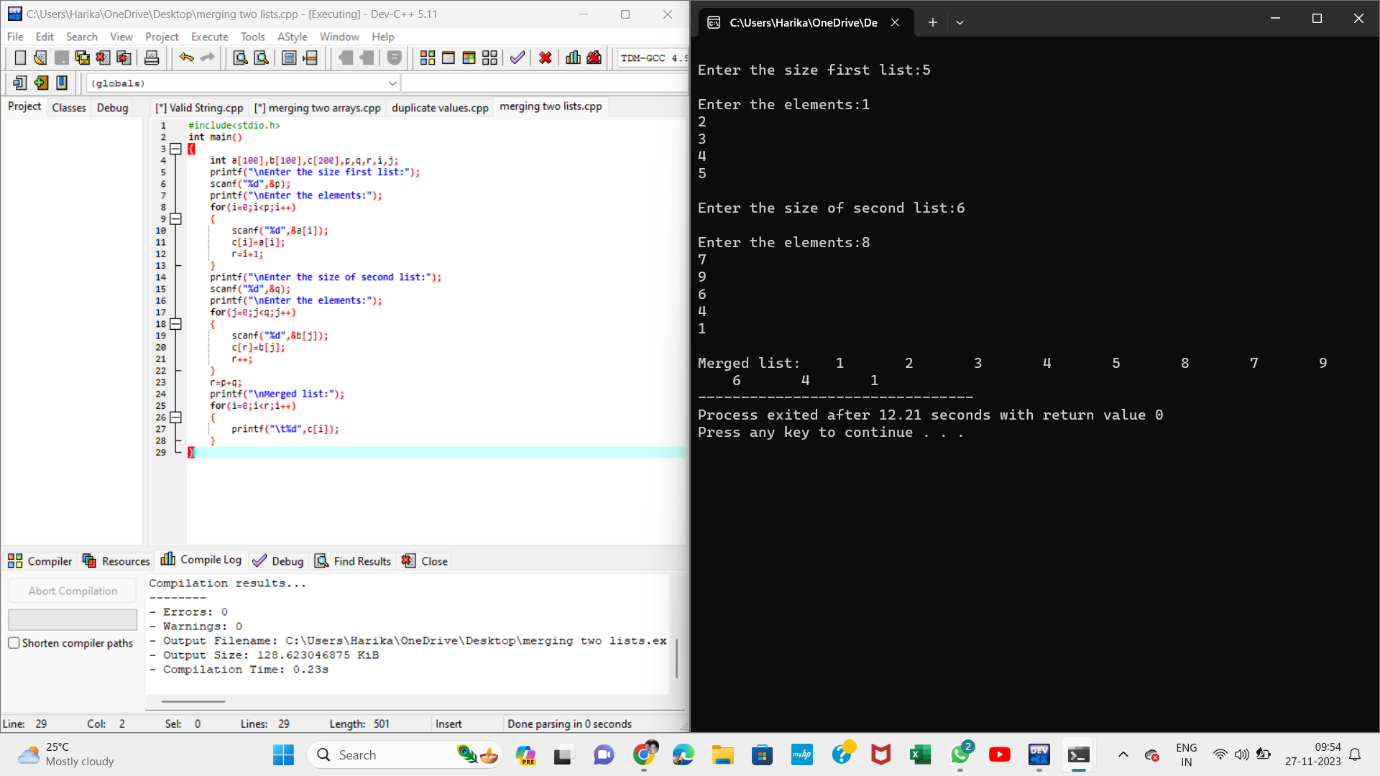 C:\Users\Harika\OneDrive\Desktop\merging two lists.cpp - [Executing] - Dev-C++ 5.11
File Edit Search View Project Execute Tools AStyle Window Help
TDM-GCC 4.9
(globals)
Project Classes Debug
[*] Valid String.cpp [*] merging two arrays.cpp duplicate values.cpp merging two lists.cpp
1 #include<stdio.h>
2 int main()
3 {
4 int a[100],b[100],c[200],p,q,r,i,j;
5 printf("\nEnter the size first list:");
6 scanf("%d",&p);
7 printf("\nEnter the elements:");
8 for(i=0;i<p;i++)
9 {
10 scanf("%d",&a[i]);
11 c[i]=a[i];
12 r=i+1;
13 }
14 printf("\nEnter the size of second list:");
15 scanf("%d",&q);
16 printf("\nEnter the elements:");
17 for(j=0;j<q;j++)
18 {
19 scanf("%d",&b[j]);
20 c[r]=b[j];
21 r++;
22 }
23 r=p+q;
24 printf("\nMerged list:");
25 for(i=0;i<r;i++)
26 {
27 printf("\t%d",c[i]);
28 }
29 }
Compiler Resources Compile Log Debug Find Results Close
Abort Compilation
Shorten compiler paths
Compilation results...
--------
- Errors: 0
- Warnings: 0
- Output Filename: C:\Users\Harika\OneDrive\Desktop\merging two lists.ex
- Output Size: 128.623046875 KiB
- Compilation Time: 0.23s
Line: 29 Col: 2 Sel: 0 Lines: 29 Length: 501 Insert Done parsing in 0 seconds
C:\Users\Harika\OneDrive\De
Enter the size first list:5
Enter the elements:1
2
3
4
5
Enter the size of second list:6
Enter the elements:8
7
9
6
4
1
Merged list: 1 2 3 4 5 8 7 9
6 4 1
--------------------------------
Process exited after 12.21 seconds with return value 0
Press any key to continue . . .
25°C
Mostly cloudy
Search
PRE
myhp
2
DEV
ENG
IN
09:54
27-11-2023